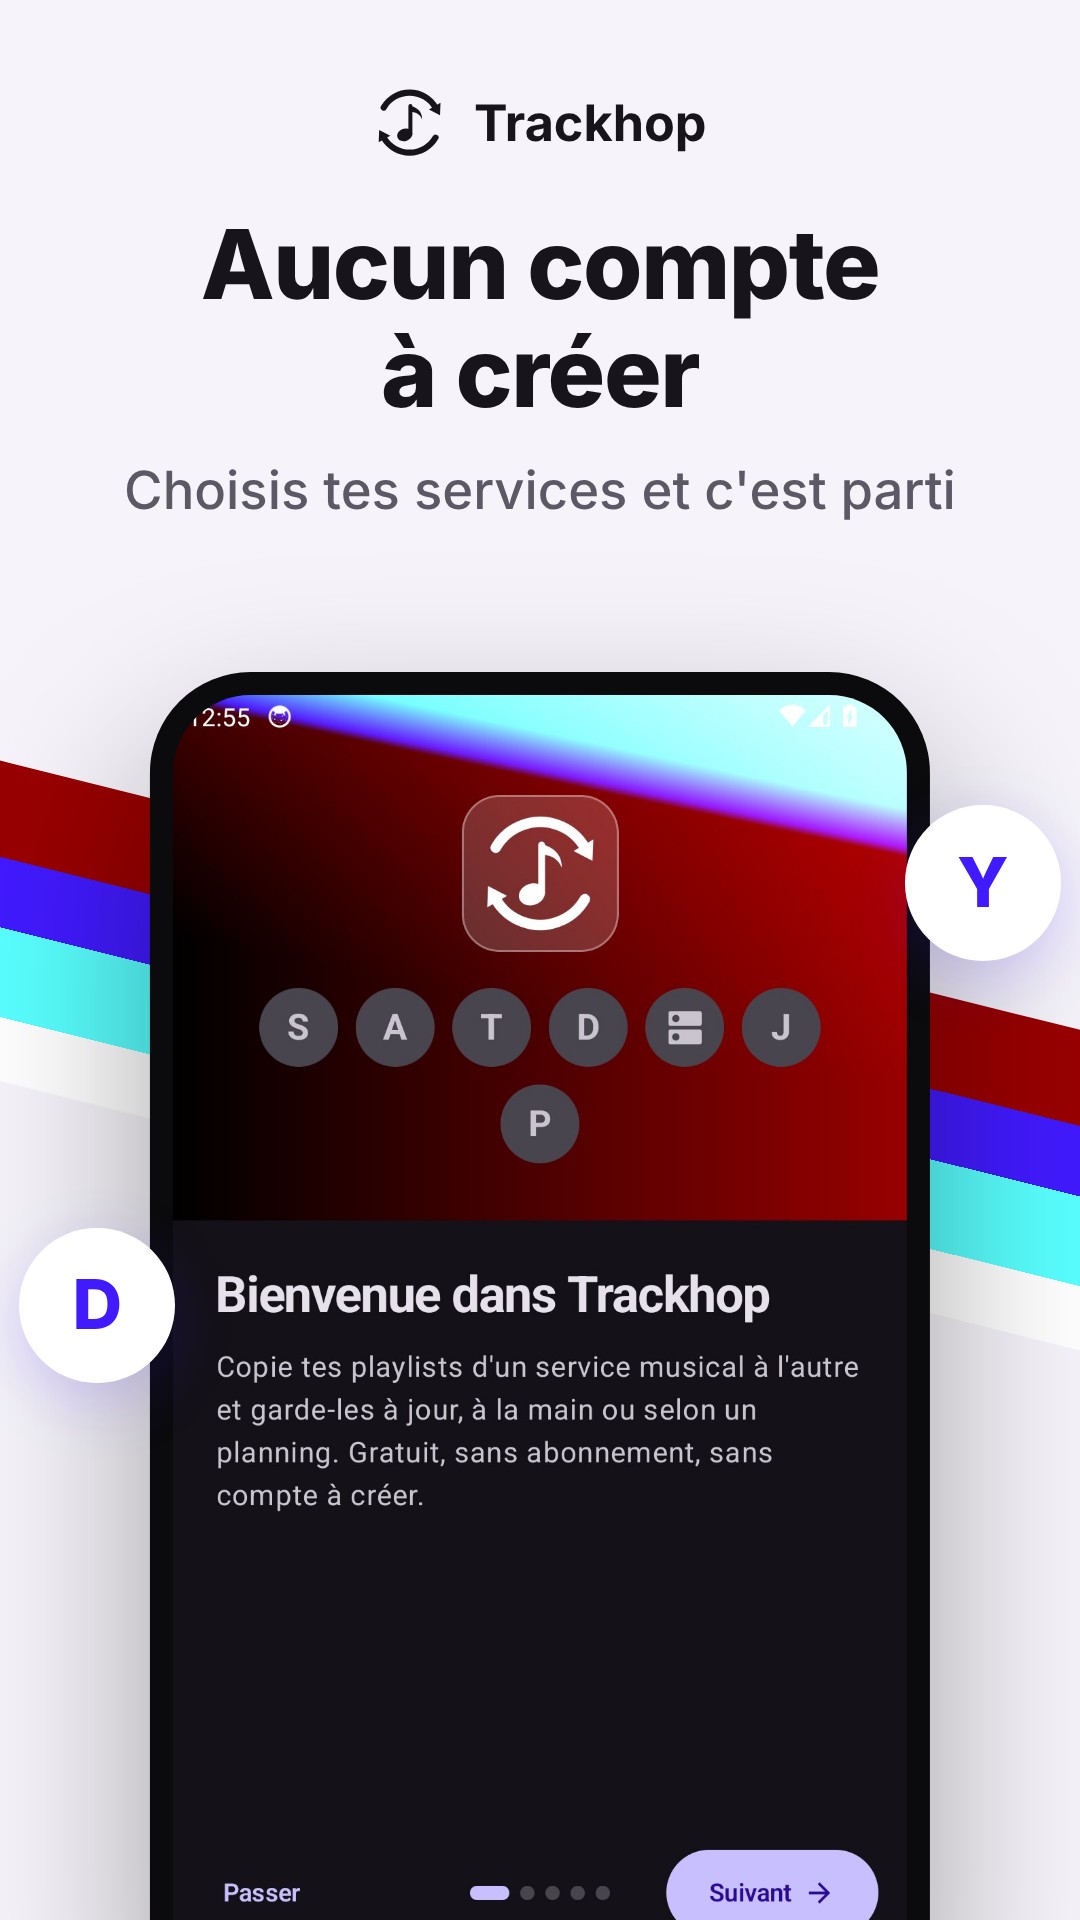 Trackhop
Aucun compte
à créer
Choisis tes services et c'est parti
12:55
Y
S A T D J
P
D
Bienvenue dans Trackhop
Copie tes playlists d'un service musical à l'autre
et garde-les à jour, à la main ou selon un
planning. Gratuit, sans abonnement, sans
compte à créer.
Passer
Suivant